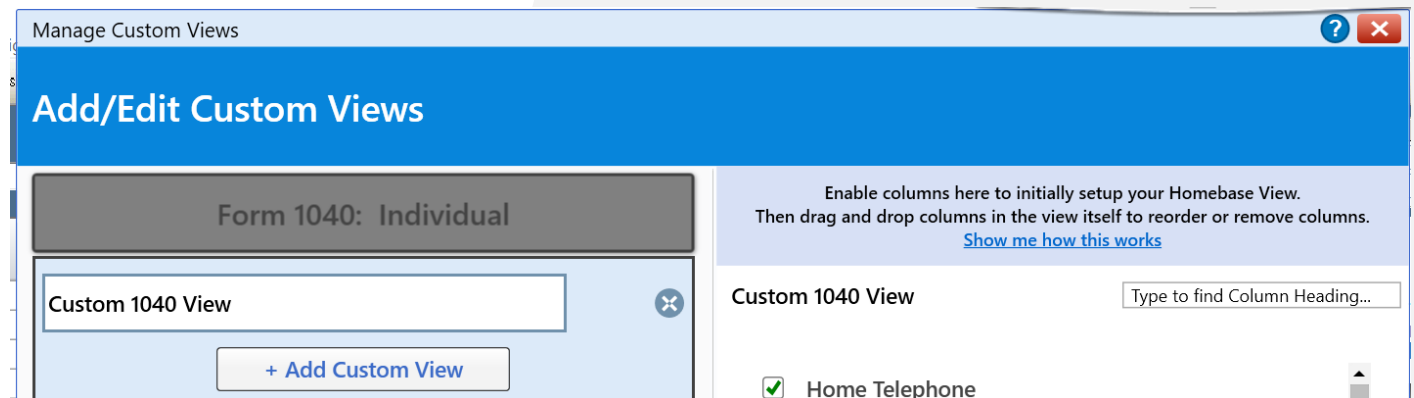 Manage Custom Views
?
Add/Edit Custom Views
Form 1040: Individual
Custom 1040 View
+ Add Custom View
Enable columns here to initially setup your Homebase View.
Then drag and drop columns in the view itself to reorder or remove columns.
Show me how this works
Custom 1040 View
Type to find Column Heading...
Home Telephone